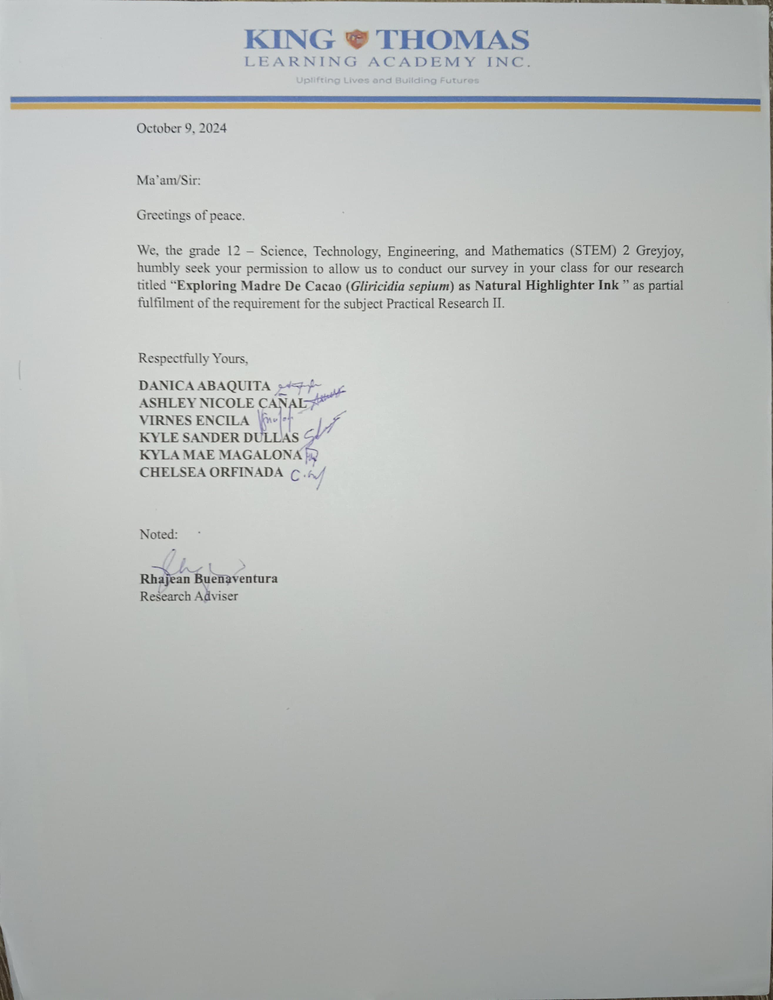 KING THOMAS
LEARNING ACADEMY INC.
Uplifting Lives and Building Futures
October 9, 2024
Ma’am/Sir:
Greetings of peace.
We, the grade 12 – Science, Technology, Engineering, and Mathematics (STEM) 2 Greyjoy,
humbly seek your permission to allow us to conduct our survey in your class for our research
titled “Exploring Madre De Cacao (Gliricidia sepium) as Natural Highlighter Ink ” as partial
fulfilment of the requirement for the subject Practical Research II.
Respectfully Yours,
DANICA ABAQUITA
ASHLEY NICOLE CAÑAL
VIRNES ENCILA
KYLE SANDER DULLAS
KYLA MAE MAGALONA
CHELSEA ORFINADA
Noted:
Rhajean Buenaventura
Research Adviser